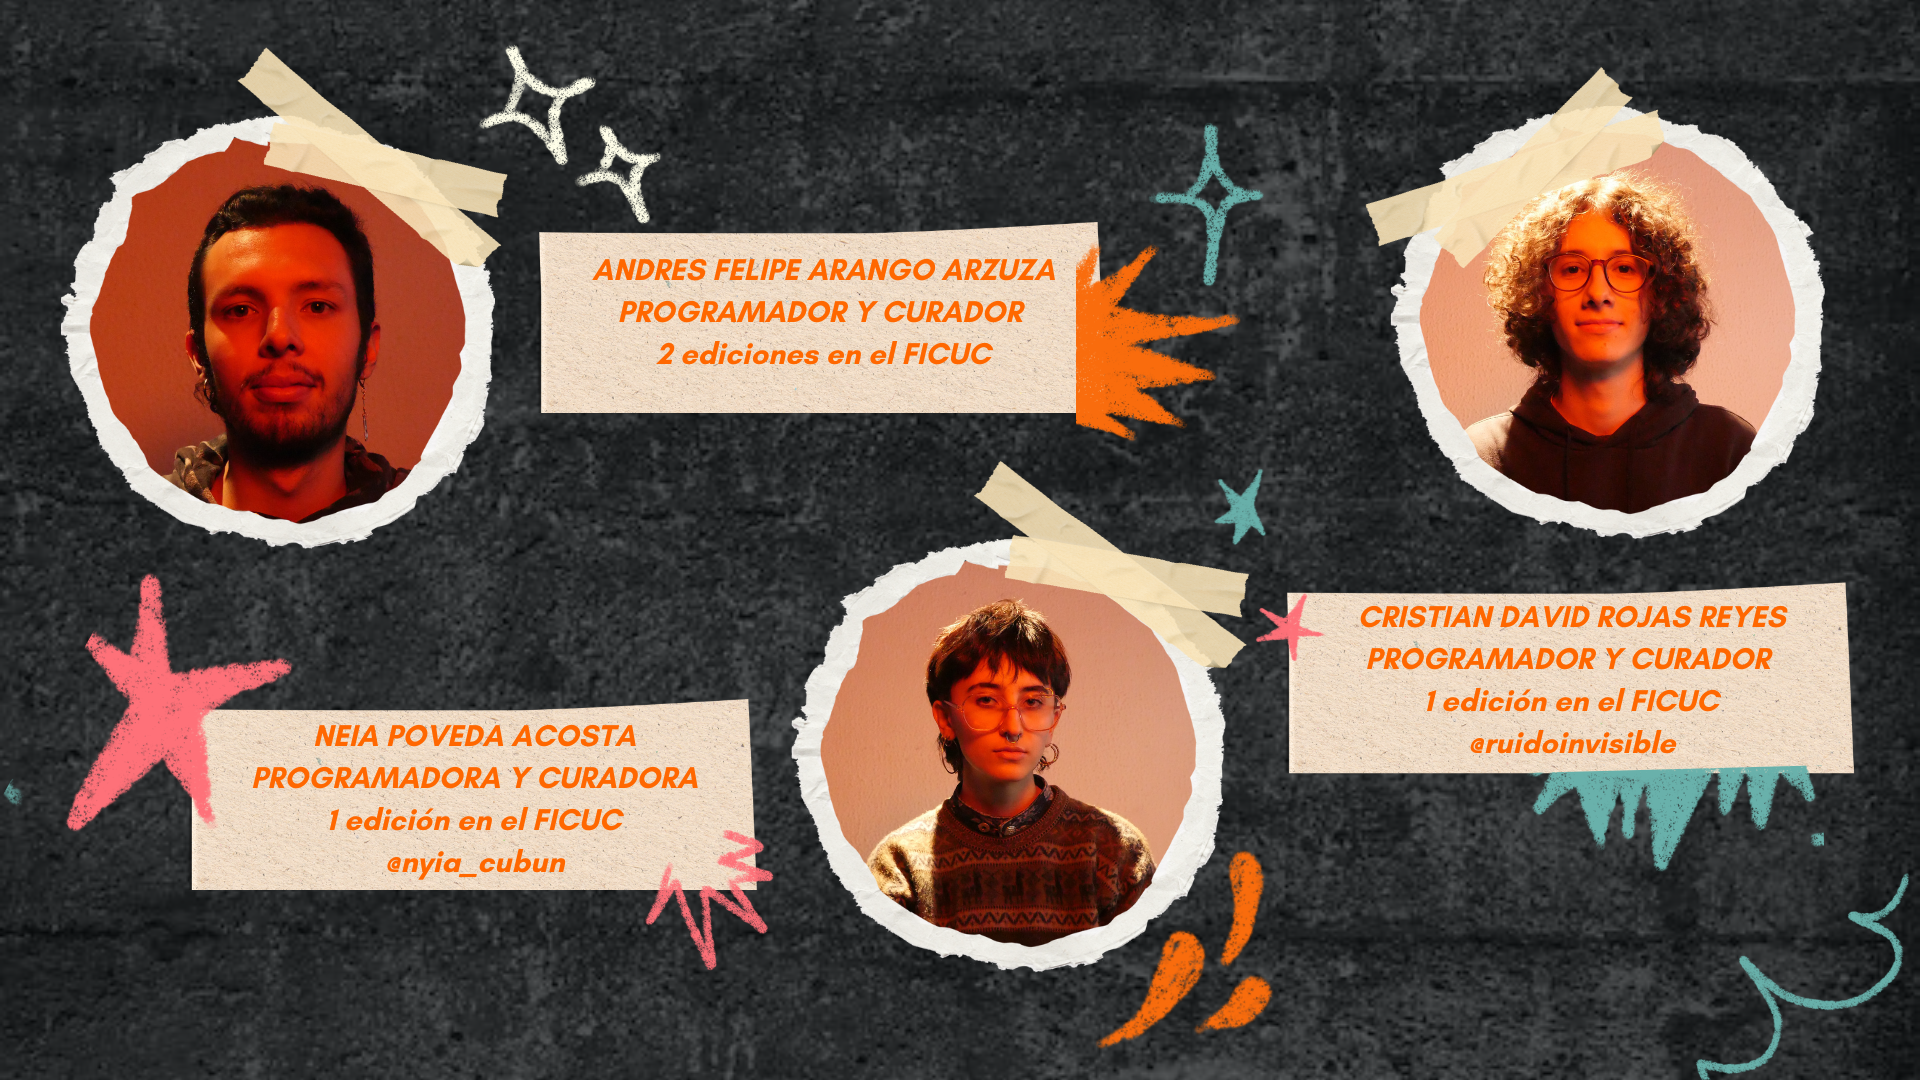 ANDRES FELIPE ARANGO ARZUZA
PROGRAMADOR Y CURADOR
2 ediciones en el FICUC
CRISTIAN DAVID ROJAS REYES
PROGRAMADOR Y CURADOR
1 edición en el FICUC
@ruidoinvisible
NEIA POVEDA ACOSTA
PROGRAMADORA Y CURADORA
1 edición en el FICUC
@nyia_cubun